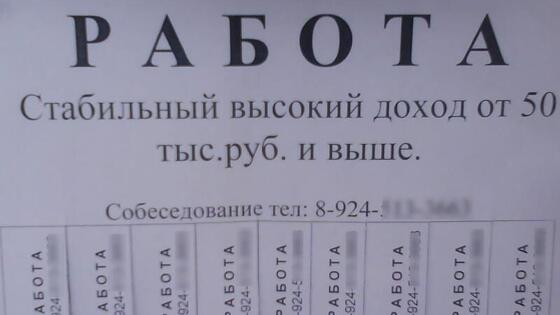 РАБОТА
Стабильный высокий доход от 50
тыс.руб. и выше.
Собеседование тел: 8-924-
РАБОТА
РАБОТА
РАБОТА
РАБОТА
РАБОТА
РАБОТА
РАБОТА
РАБОТА
РАБОТА